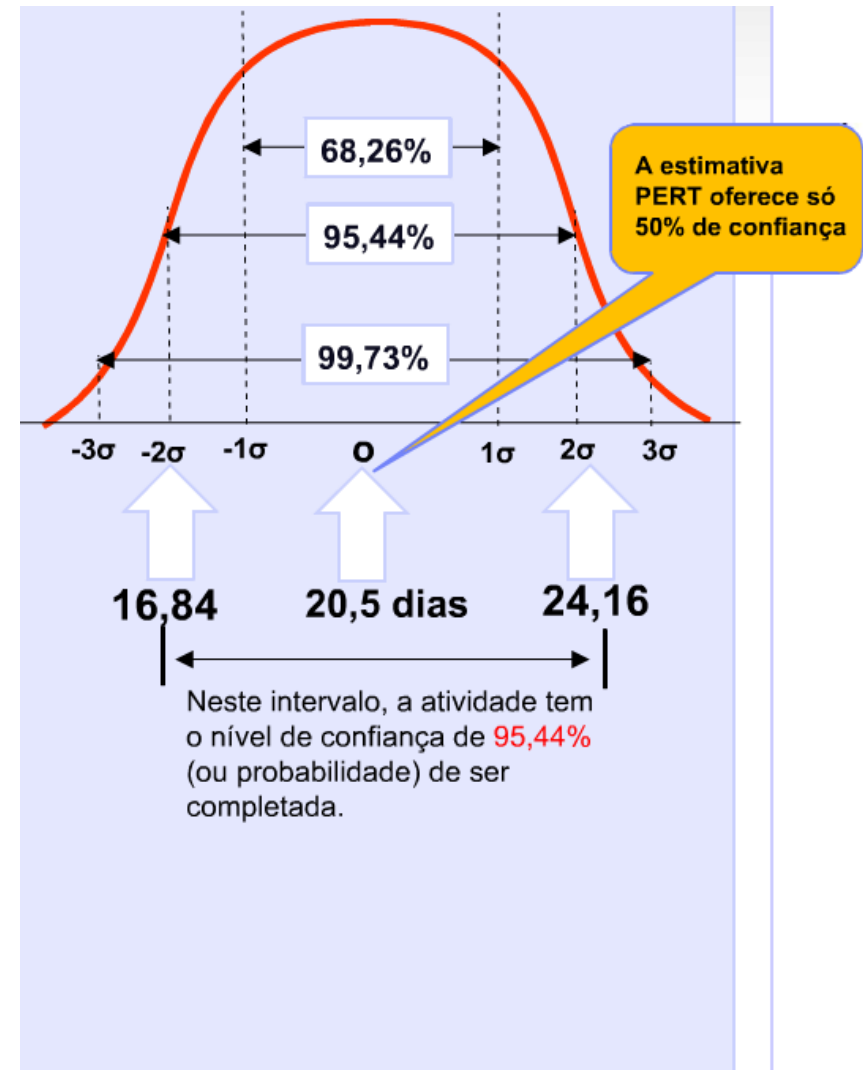 68,26%
A estimativa
PERT oferece só
50% de confiança
95,44%
99,73%
-3σ -2σ -1σ O 1σ 2σ 3σ
16,84 20,5 dias 24,16
Neste intervalo, a atividade tem
o nível de confiança de 95,44%
(ou probabilidade) de ser
completada.